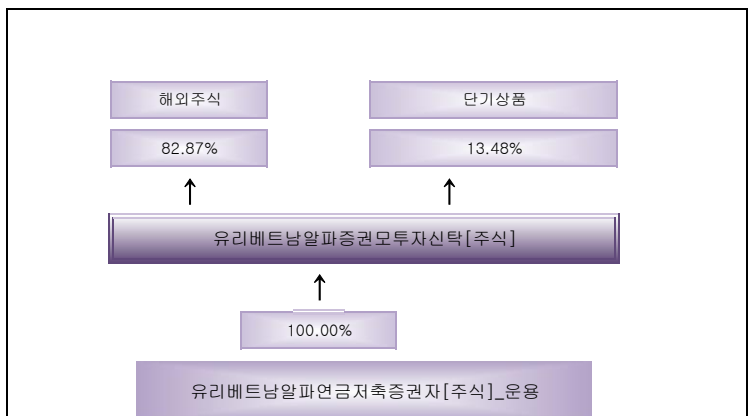 해외주식 단기상품
82.87% 13.48%
↑ ↑
유리베트남알파증권모투자신탁[주식]
↑
100.00%
유리베트남알파연금저축증권자[주식]_운용